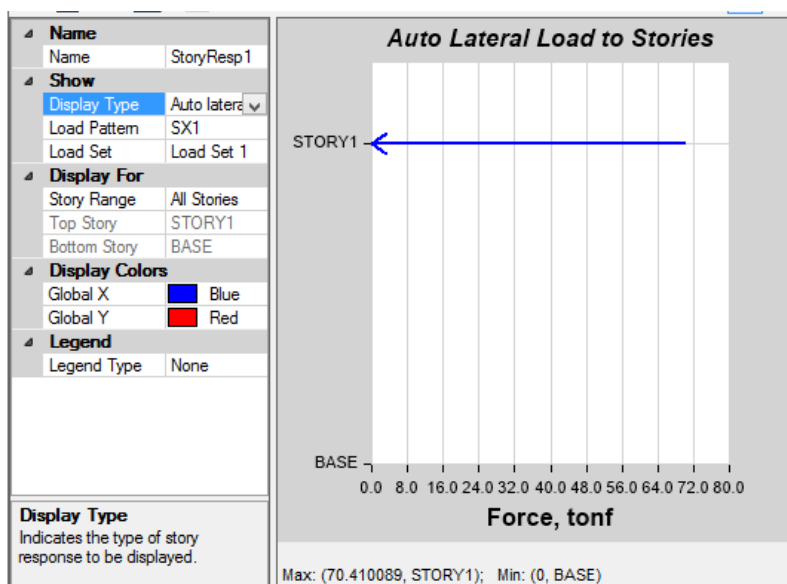 Name
Name StoryResp1
Show
Display Type Auto latera
Load Pattern SX1
Load Set Load Set 1
Display For
Story Range All Stories
Top Story STORY1
Bottom Story BASE
Display Colors
Global X Blue
Global Y Red
Legend
Legend Type None
Display Type
Indicates the type of story
response to be displayed.
Auto Lateral Load to Stories
STORY1
BASE
0.0 8.0 16.0 24.0 32.0 40.0 48.0 56.0 64.0 72.0 80.0
Force, tonf
Max: (70.410089, STORY1); Min: (0, BASE)